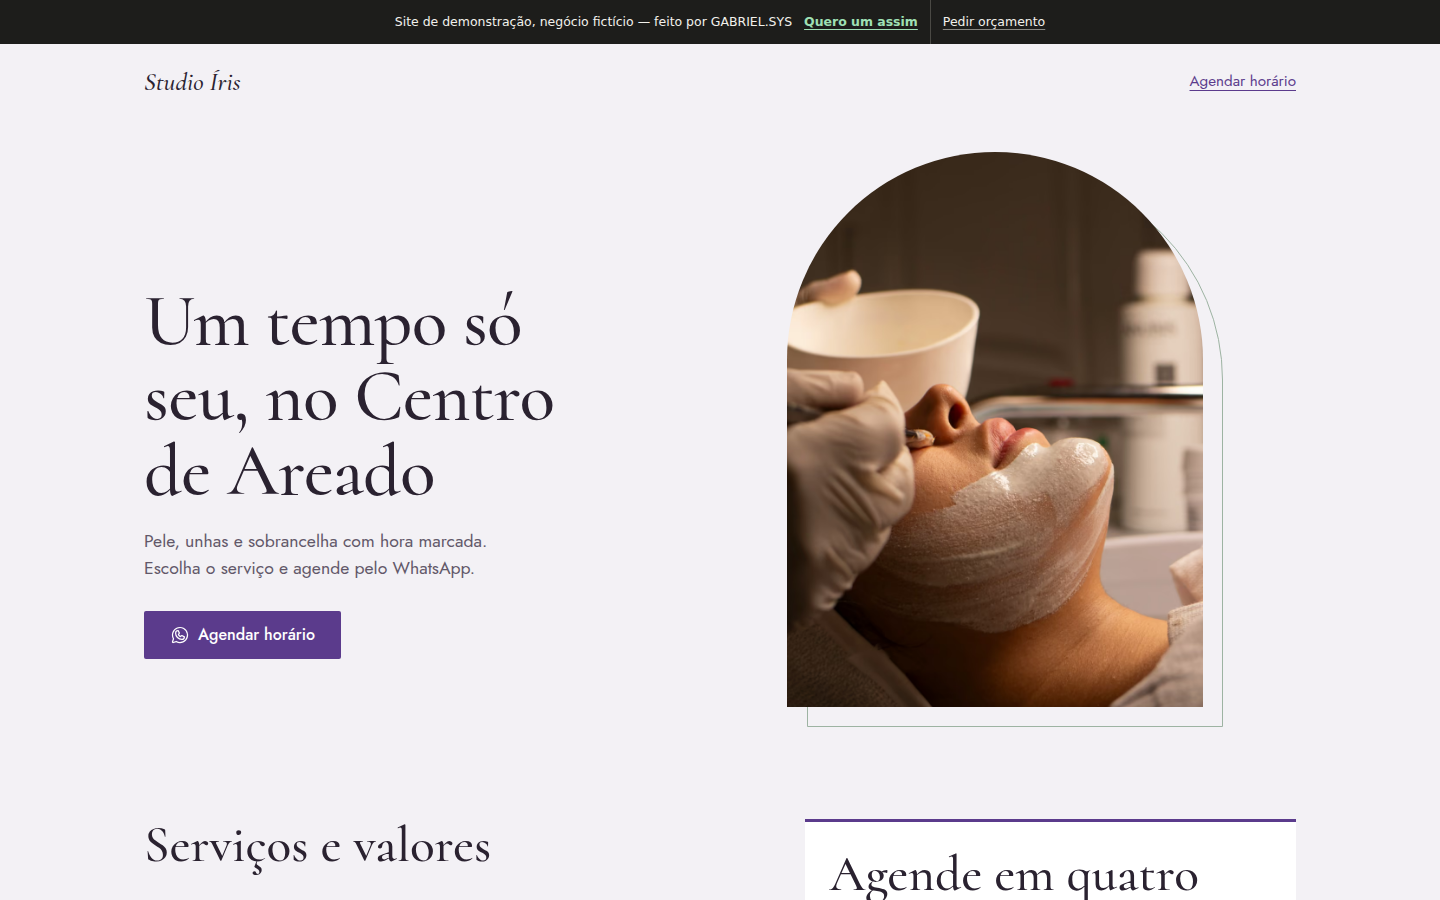 Site de demonstração, negócio fictício — feito por GABRIEL.SYS Quero um assim Pedir orçamento
Studio Íris
Agendar horário
Um tempo só
seu, no Centro
de Areado
Pele, unhas e sobrancelha com hora marcada.
Escolha o serviço e agende pelo WhatsApp.
Agendar horário
Serviços e valores
Agende em quatro